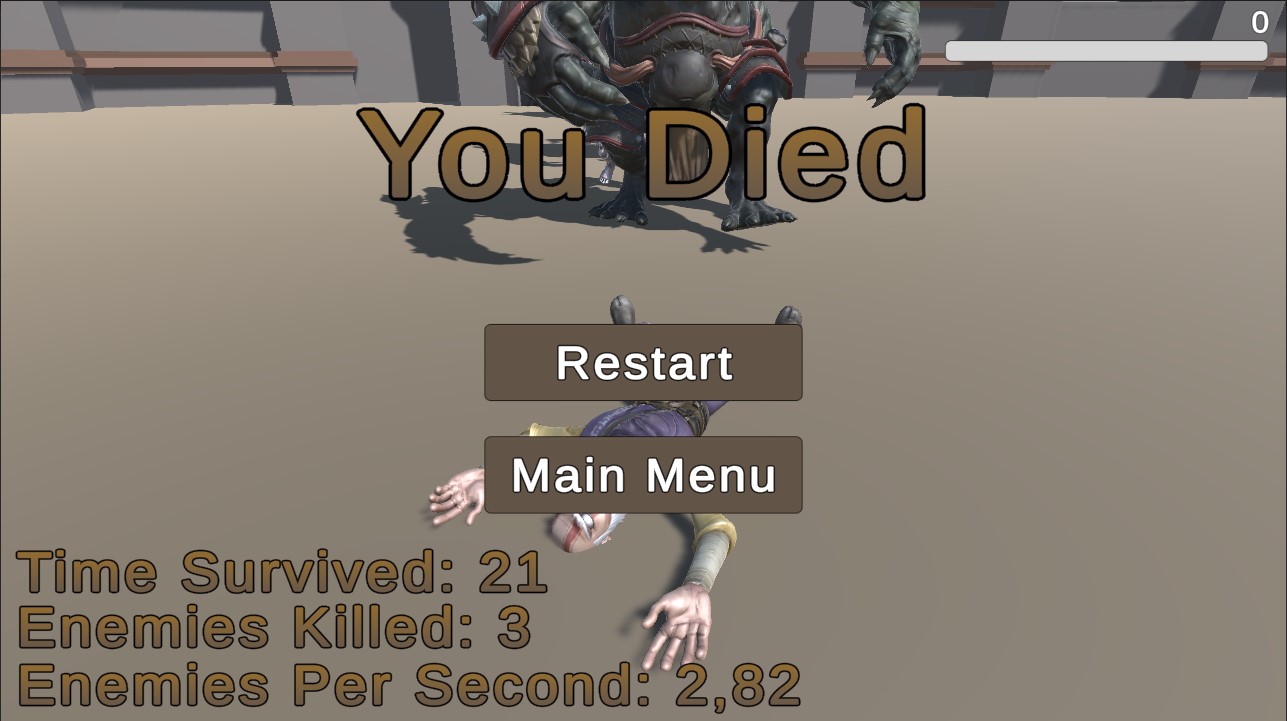 0
You Died
Restart
Main Menu
Time Survived: 21
Enemies Killed: 3
Enemies Per Second: 2,82